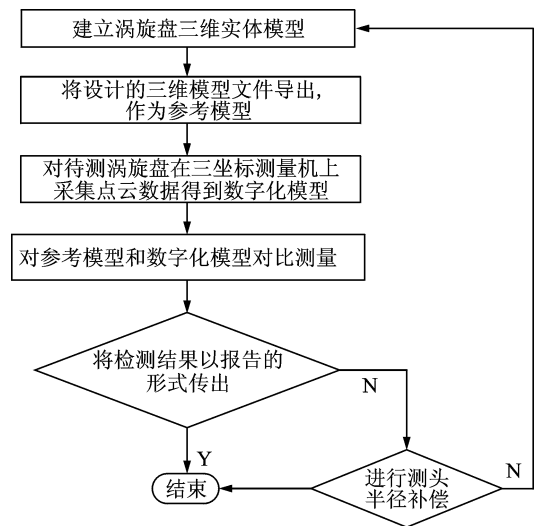 建立涡旋盘三维实体模型
将设计的三维模型文件导出,
作为参考模型
对待测涡旋盘在三坐标测量机上
采集点云数据得到数字化模型
对参考模型和数字化模型对比测量
将检测结果以报告的
形式传出
N
Y
结束
进行测头
半径补偿
N